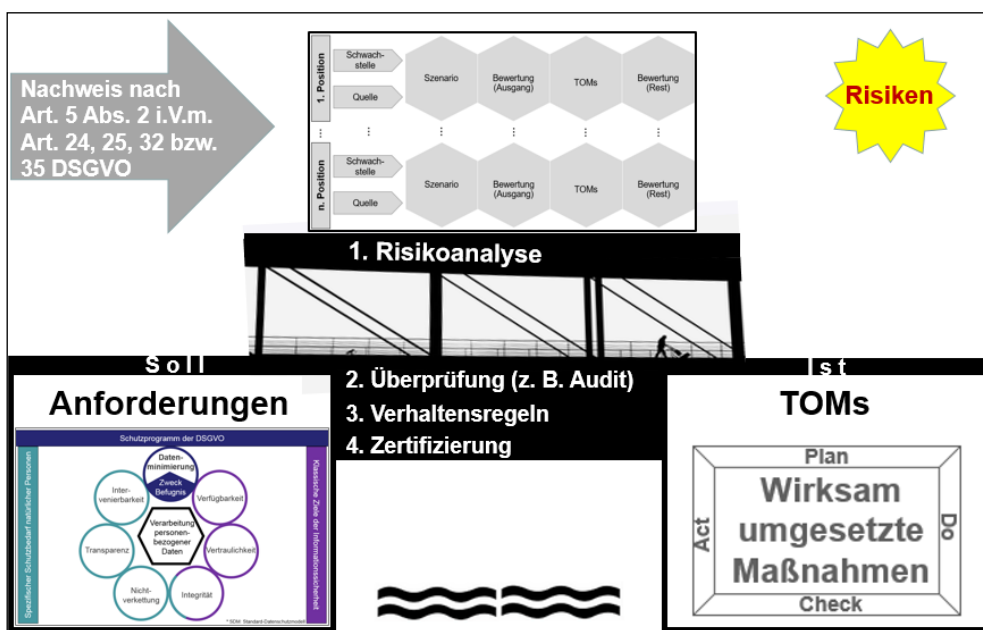 Nachweis nach
Art. 5 Abs. 2 i.V.m.
Art. 24, 25, 32 bzw.
35 DSGVO
1. Position
Schwach-
stelle
Quelle
Szenario
Bewertung
(Ausgang)
TOMs
Bewertung
(Rest)
...
...
...
...
...
...
n. Position
Schwach-
stelle
Quelle
Szenario
Bewertung
(Ausgang)
TOMs
Bewertung
(Rest)
Risiken
1. Risikoanalyse
Soll
Anforderungen
Schutzprogramm der DSGVO
Spezifischer Schutzbedarf natürlicher Personen
Daten-
minimierung
Zweck
Befugnis
Inter-
venierbarkeit
Verfügbarkeit
Verarbeitung
personen-
bezogener
Daten
Transparenz
Vertraulichkeit
Nicht-
verkettung
Integrität
Klassische Ziele der Informationssicherheit
* SDM: Standard-Datenschutzmodell
2. Überprüfung (z. B. Audit)
3. Verhaltensregeln
4. Zertifizierung
Ist
TOMs
Plan
Act
Wirksam
umgesetzte
Maßnahmen
Do
Check